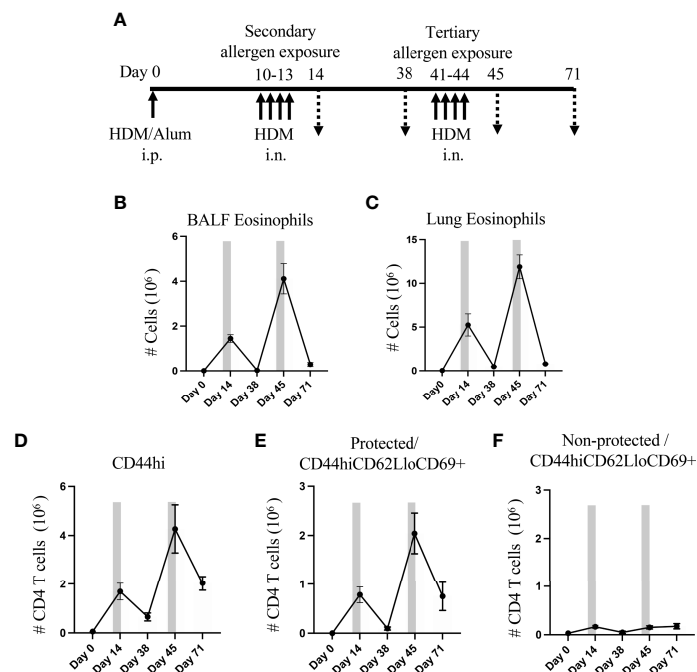 A
Secondary
allergen exposure
Tertiary
allergen exposure
Day 0 10-13 14 38 41-44 45 71
HDM/Alum
i.p.
HDM
i.n.
HDM
i.n.
B
BALF Eosinophils
# Cells (10⁶)
6
4
2
0
Day 0 Day 14 Day 38 Day 45 Day 71
C
Lung Eosinophils
# Cells (10⁶)
15
10
5
0
Day0 Day 14 Day 38 Day 45 Day 71
D
CD44hi
# CD4 T cells (10⁶)
6
4
2
0
Day 0 Day 14 Day 38 Day 45 Day 71
E
Protected/
CD44hiCD62LloCD69+
# CD4 T cells (10⁶)
3
2
1
0
Day 0 Day 14 Day 38 Day 45 Day 71
F
Non-protected /
CD44hiCD62LloCD69+
# CD4 T cells (10⁶)
3
2
1
0
Day 0 Day 14 Day 38 Day 45 Day 71